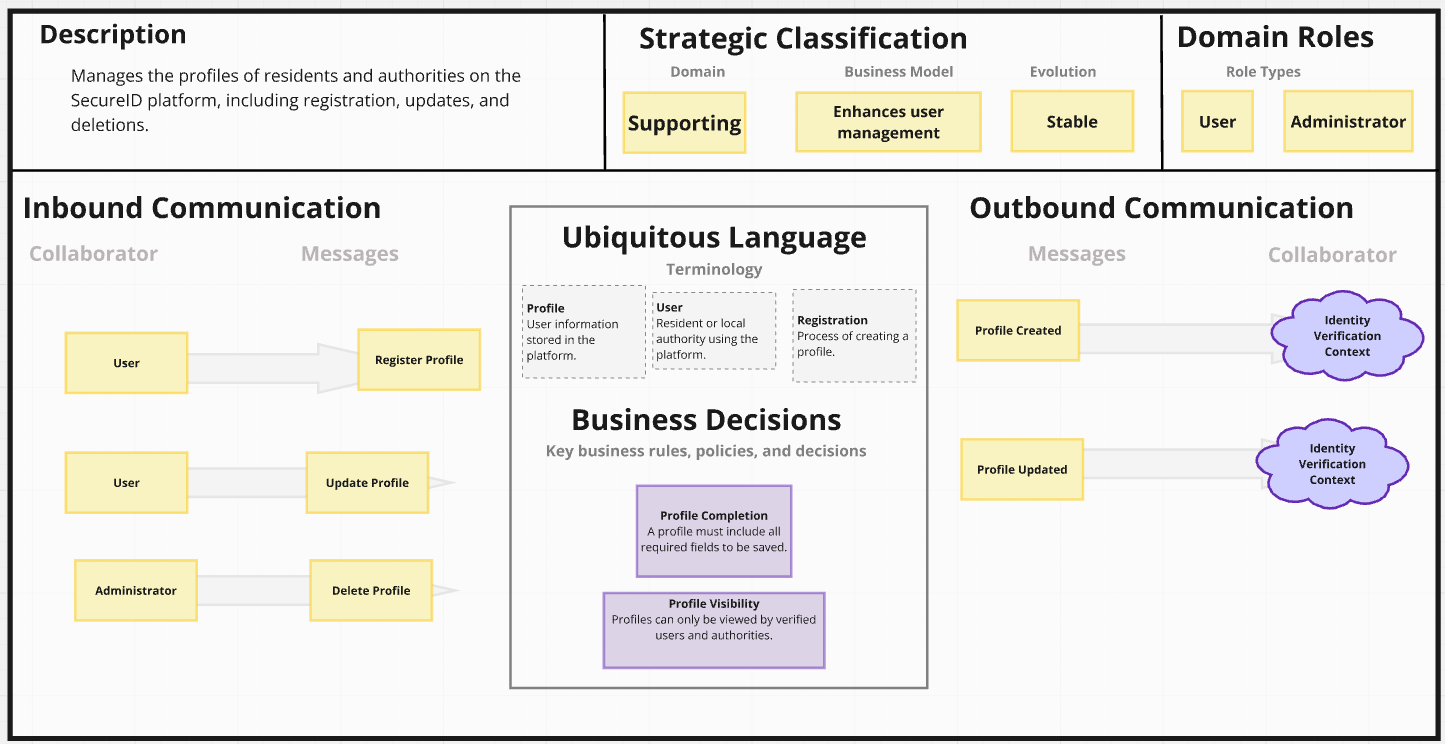 Description
Manages the profiles of residents and authorities on the
SecureID platform, including registration, updates, and
deletions.
Strategic Classification
Domain
Business Model
Evolution
Supporting
Enhances user
management
Stable
Domain Roles
Role Types
User
Administrator
Inbound Communication
Collaborator
Messages
User
Register Profile
User
Update Profile
Administrator
Delete Profile
Ubiquitous Language
Terminology
Profile
User information
stored in the
platform.
User
Resident or local
authority using the
platform.
Registration
Process of creating a
profile.
Business Decisions
Key business rules, policies, and decisions
Profile Completion
A profile must include all
required fields to be saved.
Profile Visibility
Profiles can only be viewed by verified
users and authorities.
Outbound Communication
Messages
Collaborator
Profile Created
Identity
Verification
Context
Profile Updated
Identity
Verification
Context